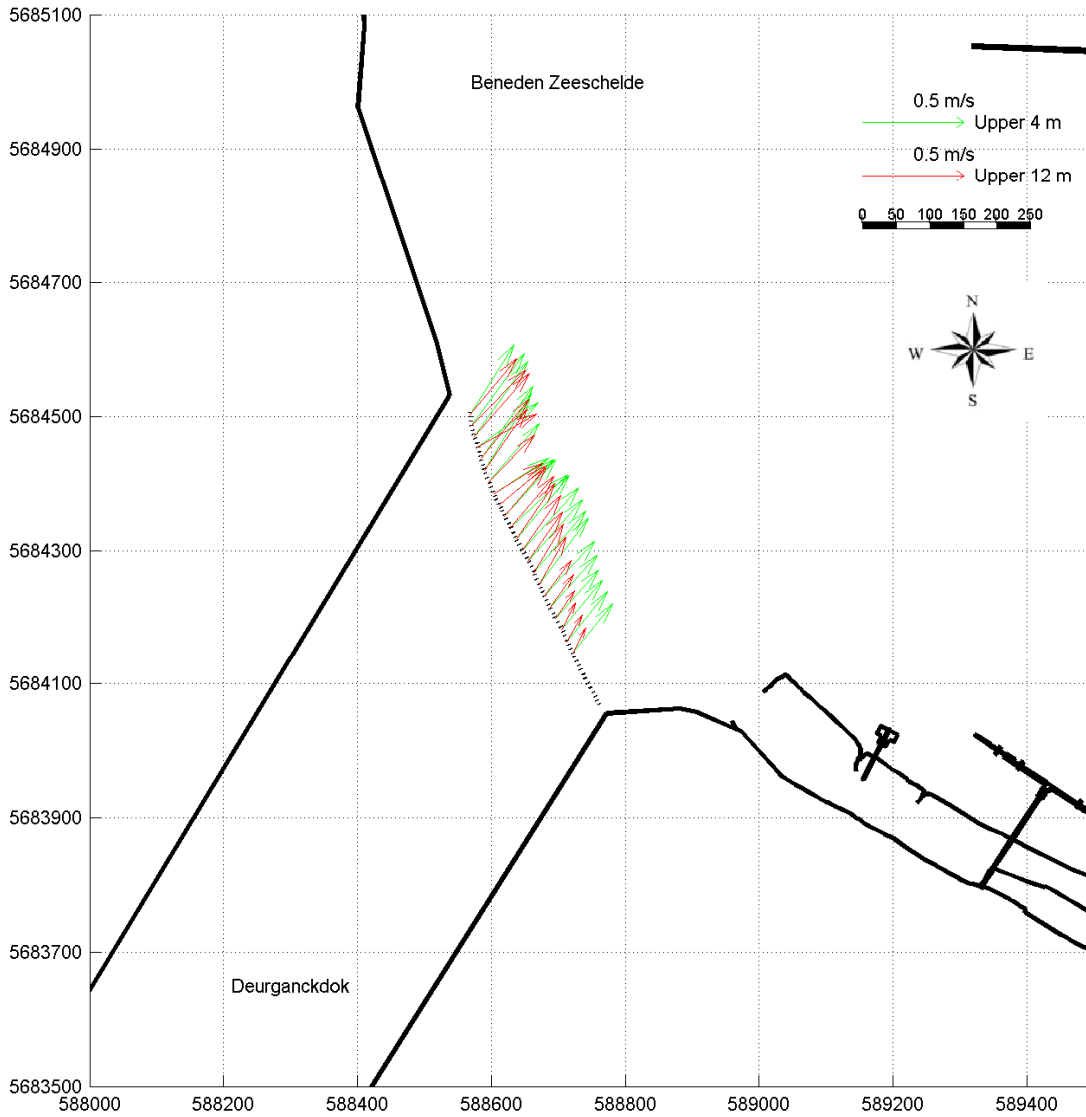 5685100
Beneden Zeeschelde
0.5 m/s
Upper 4 m
5684900
0.5 m/s
Upper 12 m
0 50 100 150 200 250
5684700
N
W E
S
5684500
5684300
5684100
5683900
5683700
Deurganckdok
5683500
588000 588200 588400 588600 588800 589000 589200 589400